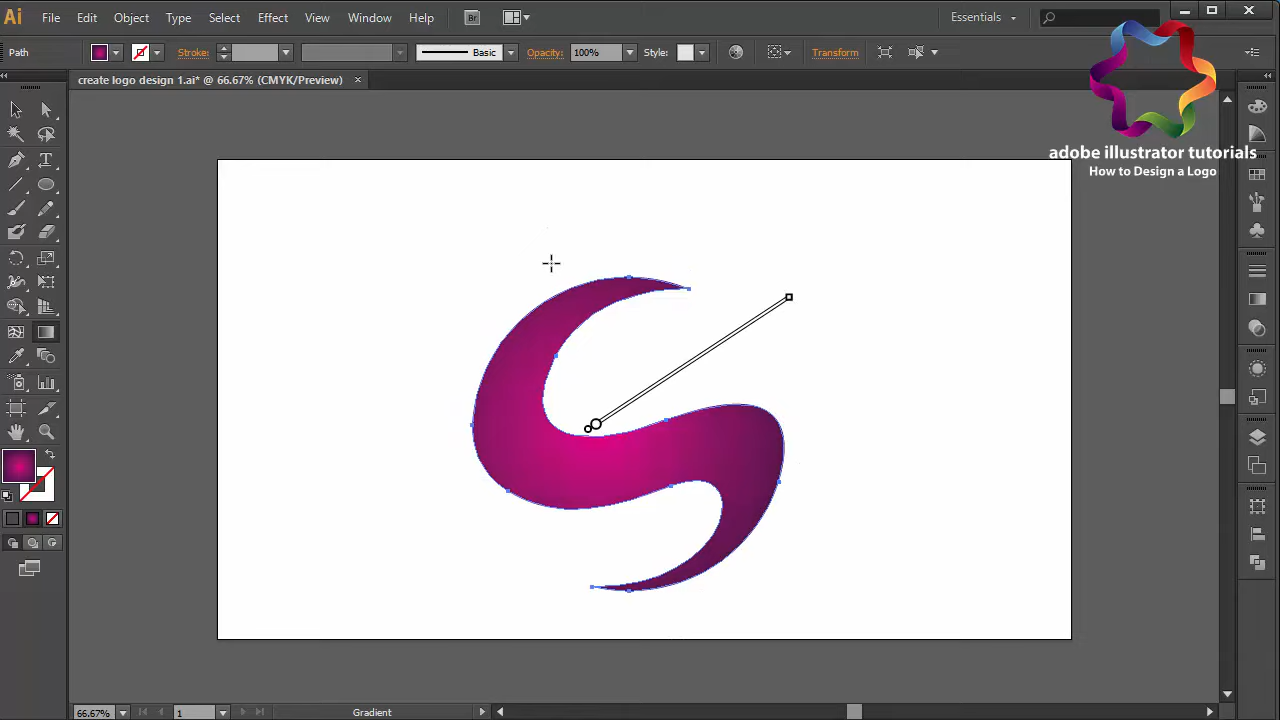 Ai File Edit Object Type Select Effect View Window Help Br Essentials
Path Stroke: Basic Opacity: 100% Style: Transform
create logo design 1.ai* @ 66.67% (CMYK/Preview)
adobe illustrator tutorials
How to Design a Logo
66.67% 1 Gradient